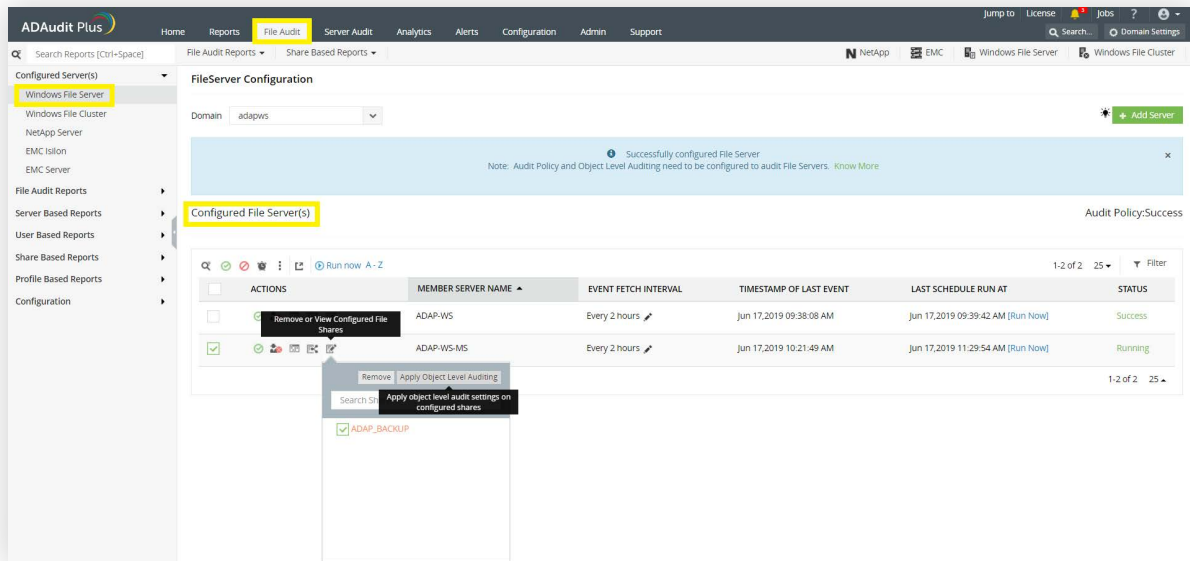 Jump to License 5 Jobs ?
ADAudit Plus
Home Reports File Audit Server Audit Analytics Alerts Configuration Admin Support
Search... Domain Settings
Search Reports [Ctrl+Space]
File Audit Reports Share Based Reports
NetApp EMC Windows File Server Windows File Cluster
Configured Server(s)
Windows File Server
Windows File Cluster
NetApp Server
EMC Isilon
EMC Server
File Audit Reports
Server Based Reports
User Based Reports
Share Based Reports
Profile Based Reports
Configuration
FileServer Configuration
Domain adapws
+ Add Server
Successfully configured File Server
Note: Audit Policy and Object Level Auditing need to be configured to audit File Servers. Know More
Configured File Server(s)
Audit Policy:Success
Run now A - Z
1-2 of 2 25 Filter
ACTIONS MEMBER SERVER NAME EVENT FETCH INTERVAL TIMESTAMP OF LAST EVENT LAST SCHEDULE RUN AT STATUS
ADAP-WS Every 2 hours Jun 17,2019 09:38:08 AM Jun 17,2019 09:39:42 AM [Run Now] Success
Remove or View Configured File
Shares
ADAP-WS-MS Every 2 hours Jun 17,2019 10:21:49 AM Jun 17,2019 11:29:54 AM [Run Now] Running
1-2 of 2 25
Remove Apply Object Level Auditing
Search
Apply object level audit settings on
configured shares
ADAP_BACKUP